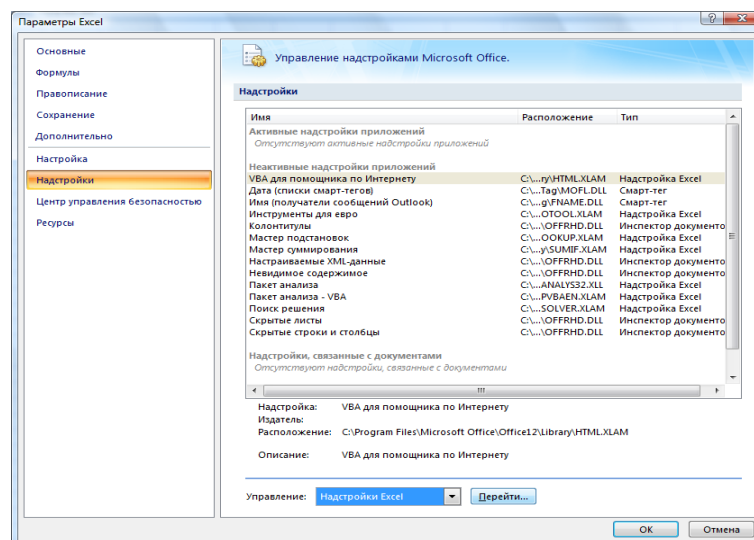 Параметры Excel
Основные
Формулы
Правописание
Сохранение
Дополнительно
Настройка
Надстройки
Центр управления безопасностью
Ресурсы
Управление надстройками Microsoft Office.
Надстройки
Имя Расположение Тип
Активные надстройки приложений
Отсутствуют активные надстройки приложений
Неактивные надстройки приложений
VBA для помощника по Интернету C:\...ry\HTML.XLAM Надстройка Excel
Дата (списки смарт-тегов) C:\...Tag\MOFL.DLL Смарт-тег
Имя (получатели сообщений Outlook) C:\...g\FNAME.DLL Смарт-тег
Инструменты для евро C:\...OTOOL.XLAM Надстройка Excel
Колонтитулы C:\...\OFFRHD.DLL Инспектор документо
Мастер подстановок C:\...OOKUP.XLAM Надстройка Excel
Мастер суммирования C:\...y\SUMIF.XLAM Надстройка Excel
Настраиваемые XML-данные C:\...\OFFRHD.DLL Инспектор документо
Невидимое содержимое C:\...\OFFRHD.DLL Инспектор документо
Пакет анализа C:\...ANALYS32.XLL Надстройка Excel
Пакет анализа - VBA C:\...PVBAEN.XLAM Надстройка Excel
Поиск решения C:\...SOLVER.XLAM Надстройка Excel
Скрытые листы C:\...\OFFRHD.DLL Инспектор документо
Скрытые строки и столбцы C:\...\OFFRHD.DLL Инспектор документо
Надстройки, связанные с документами
Отсутствуют надстройки, связанные с документами
Надстройка: VBA для помощника по Интернету
Издатель:
Расположение: C:\Program Files\Microsoft Office\Office12\Library\HTML.XLAM
Описание: VBA для помощника по Интернету
Управление: Надстройки Excel Перейти...
ОК Отмена